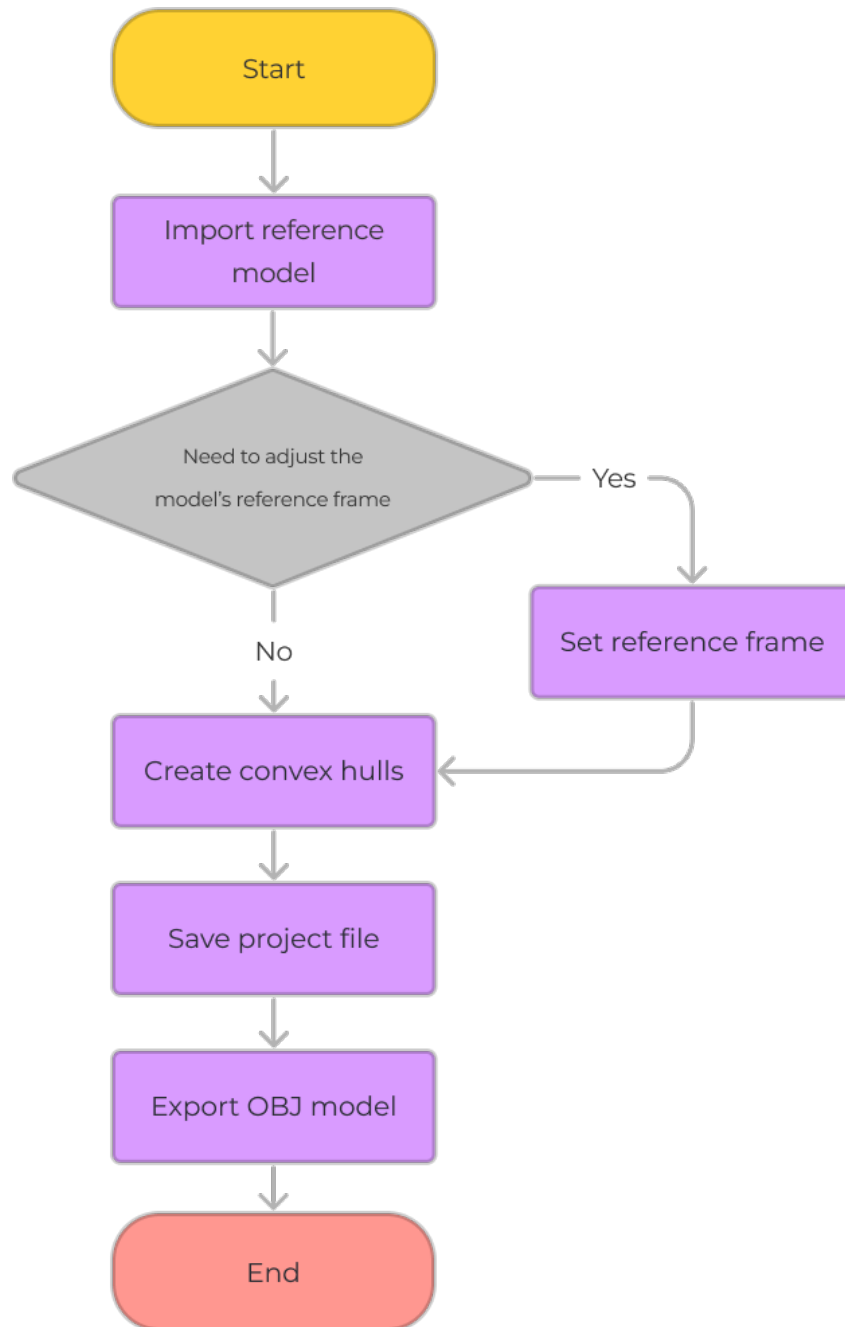 Start
Import reference
model
Need to adjust the
model’s reference frame
Yes
Set reference frame
No
Create convex hulls
Save project file
Export OBJ model
End